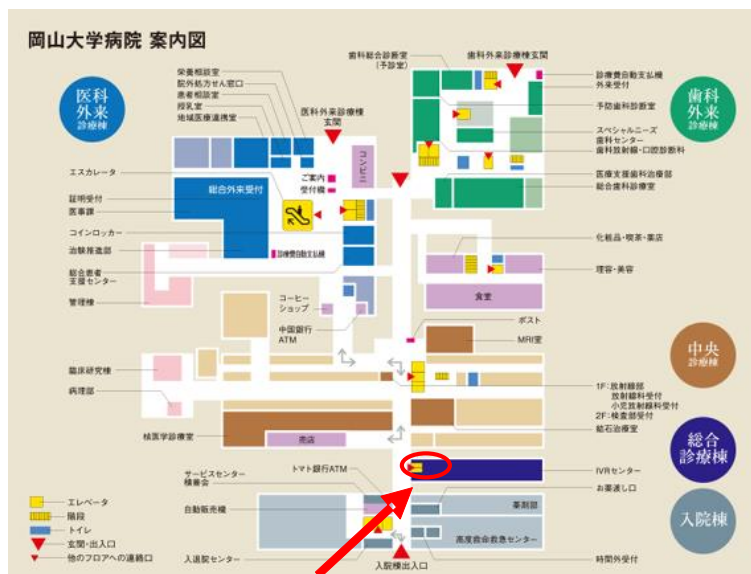 岡山大学病院 案内図
医科
外来
診療棟
栄養相談室
院外処方せん窓口
患者相談室
授乳室
地域医療連携室
医科外来診療棟
玄関
歯科総合診断室
(予診室)
歯科外来診療棟玄関
診療費自動支払機
外来受付
予防歯科診断室
スペシャルニーズ
歯科センター
歯科放射線・口腔診断科
医療支援歯科治療部
総合歯科診療室
歯科
外来
診療棟
エスカレータ
証明受付
医事課
コインロッカー
治験推進部
総合患者
支援センター
管理棟
総合外来受付
ご案内
受付機
コンビニ
診療費自動支払機
コーヒー
ショップ
中国銀行
ATM
化粧品・喫茶・薬店
理容・美容
食堂
ポスト
MRI室
中央
診療棟
臨床研究棟
病理部
核医学診療室
売店
1F:放射線部
放射線科受付
小児放射線科受付
2F:検査部受付
結石治療室
総合
診療棟
IVRセンター
サービスセンター
積善会
トマト銀行ATM
自動販売機
入退院センター
入院棟出入口
お薬渡し口
薬剤部
高度救命救急センター
時間外受付
入院棟
エレベータ
階段
トイレ
玄関・出入口
他のフロアへの連絡口